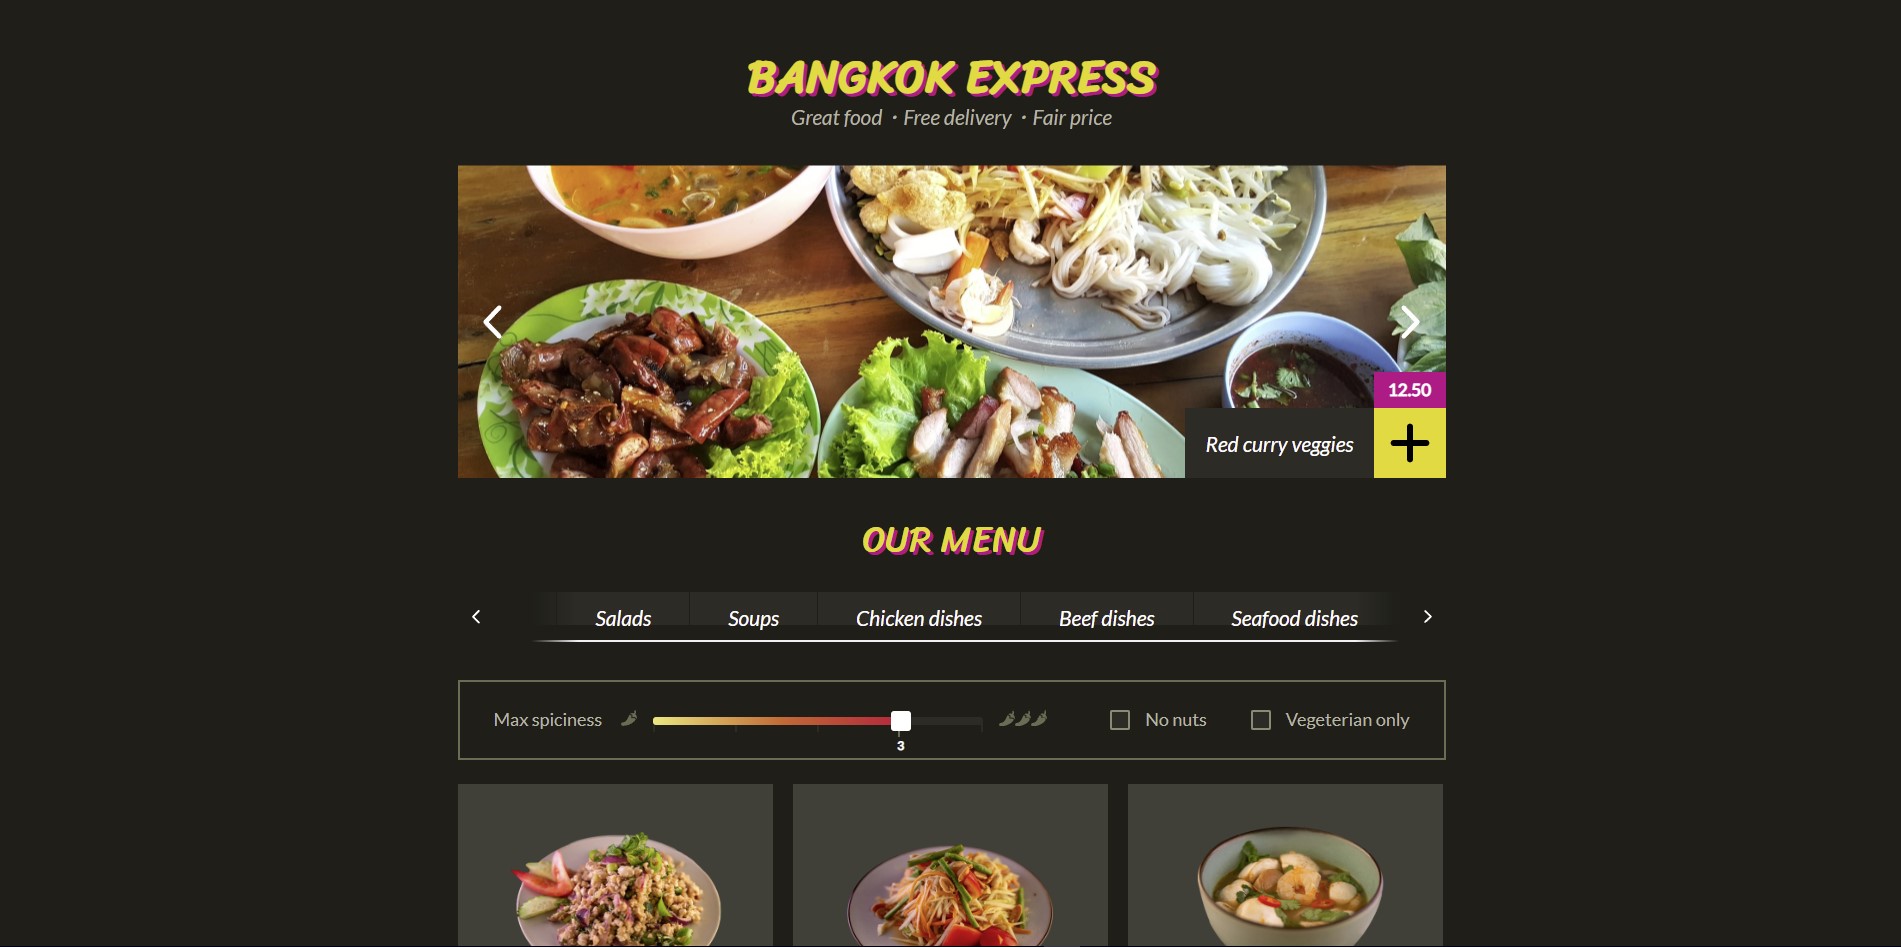 BANGKOK EXPRESS
Great food · Free delivery · Fair price
12.50
Red curry veggies
OUR MENU
Salads Soups Chicken dishes Beef dishes Seafood dishes
Max spiciness No nuts Vegeterian only
3